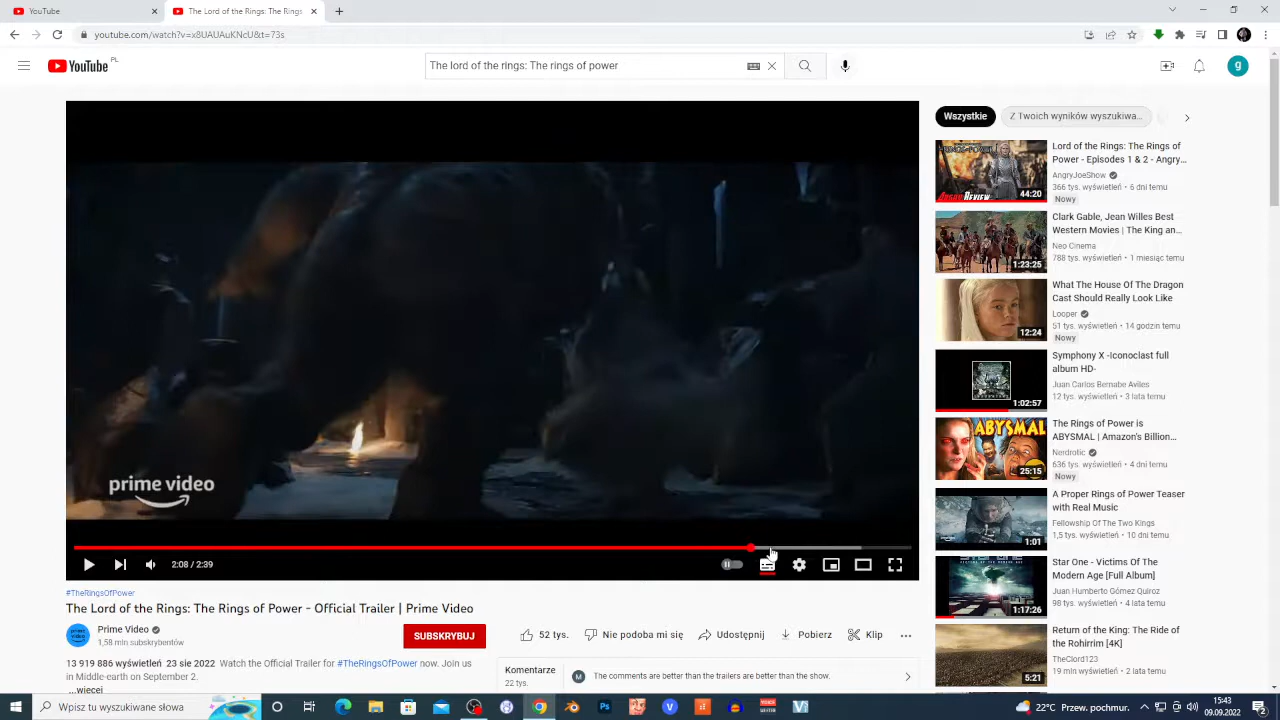 YouTube
The Lord of the Rings: The Rings
youtube.com/watch?v=x8UAUAuKNcU&t=73s
YouTube PL
The lord of the rings: The rings of power
g
Wszystkie
Z Twoich wyników wyszukiwa...
prime video
2:08 / 2:39
#TheRingsOfPower
The Lord of the Rings: The Rings of Power - Official Trailer | Prime Video
prime video
Prime Video
1,58 mln subskrybentów
SUBSKRYBUJ
52 tys.
Nie podoba mi się
Udostępnij
Pobierz
Klip
13 919 886 wyświetleń 23 sie 2022 Watch the Official Trailer for #TheRingsOfPower now. Join us
in Middle-earth on September 2.
...więcej
Komentarze
22 tys.
M
The comments are better than the trailers are better than the show.
ANGRY REVIEW
44:20
Lord of the Rings: The Rings of
Power - Episodes 1 & 2 - Angry...
AngryJoeShow
366 tys. wyświetleń • 6 dni temu
Nowy
1:23:25
Clark Gable, Jean Willes Best
Western Movies | The King an...
Neo Cinema
788 tys. wyświetleń • 1 miesiąc temu
12:24
What The House Of The Dragon
Cast Should Really Look Like
Looper
51 tys. wyświetleń • 14 godzin temu
Nowy
1:02:57
Symphony X -Iconoclast full
album HD-
Juan Carlos Bernabe Aviles
12 tys. wyświetleń • 3 lata temu
ABYSMAL
25:15
The Rings of Power is
ABYSMAL | Amazon's Billion...
Nerdrotic
636 tys. wyświetleń • 4 dni temu
Nowy
1:01
A Proper Rings of Power Teaser
with Real Music
Fellowship Of The Two Kings
1,5 tys. wyświetleń • 10 dni temu
STAR ONE
1:17:26
Star One - Victims Of The
Modern Age [Full Album]
Juan Humberto Gómez Quiroz
98 tys. wyświetleń • 4 lata temu
5:21
Return of the King: The Ride of
the Rohirrim [4K]
TheClord123
19 mln wyświetleń • 2 lata temu
Wpisz tu wyszukiwane słowa
Ps
22°C
15:43
09.09.2022
2